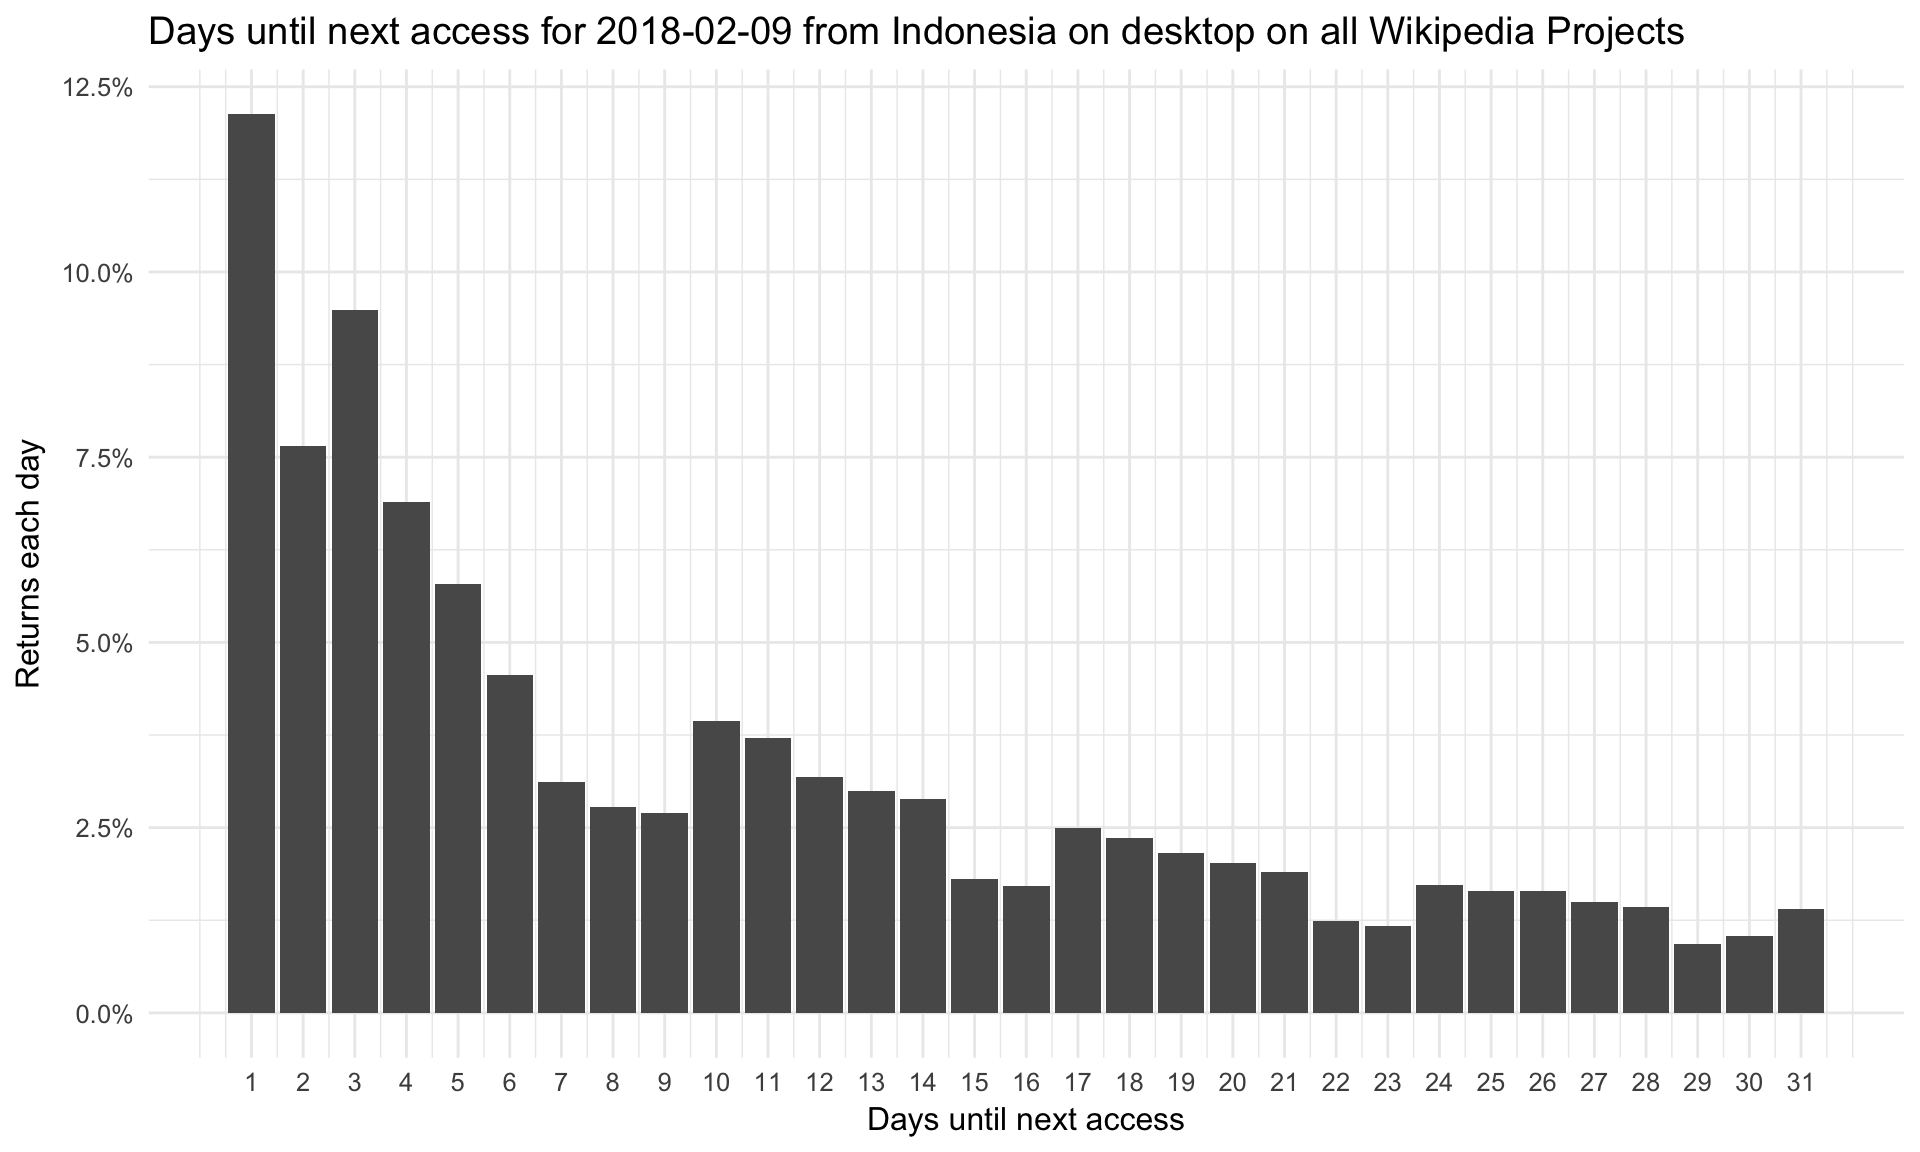 Days until next access for 2018-02-09 from Indonesia on desktop on all Wikipedia Projects
12.5%
10.0%
7.5%
5.0%
2.5%
0.0%
Returns each day
1 2 3 4 5 6 7 8 9 10 11 12 13 14 15 16 17 18 19 20 21 22 23 24 25 26 27 28 29 30 31
Days until next access